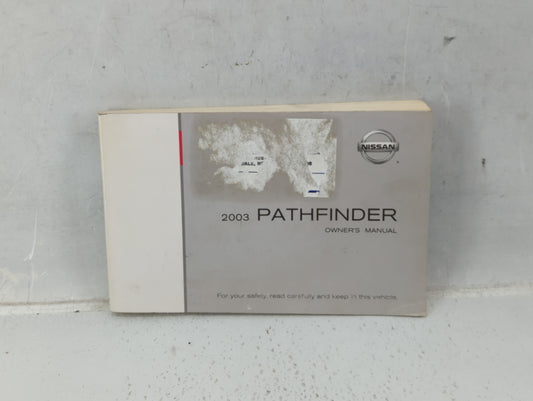 NISSAN
2003 PATHFINDER
OWNER'S MANUAL
For your safety, read carefully and keep in this vehicle.